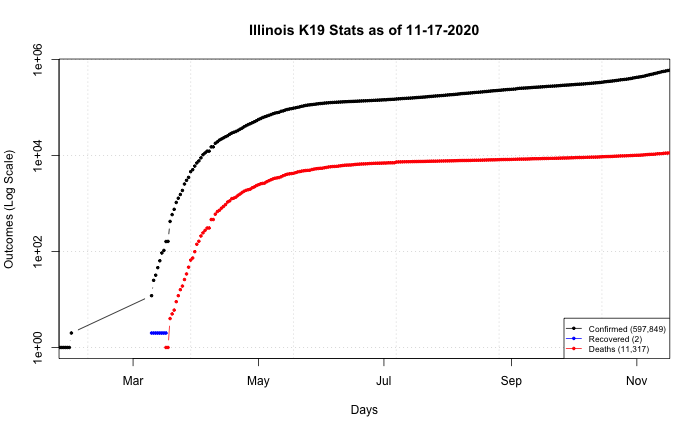 Illinois K19 Stats as of 11-17-2020
Outcomes (Log Scale)
1e+06
1e+04
1e+02
1e+00
Confirmed (597,849)
Recovered (2)
Deaths (11,317)
Mar May Jul Sep Nov
Days